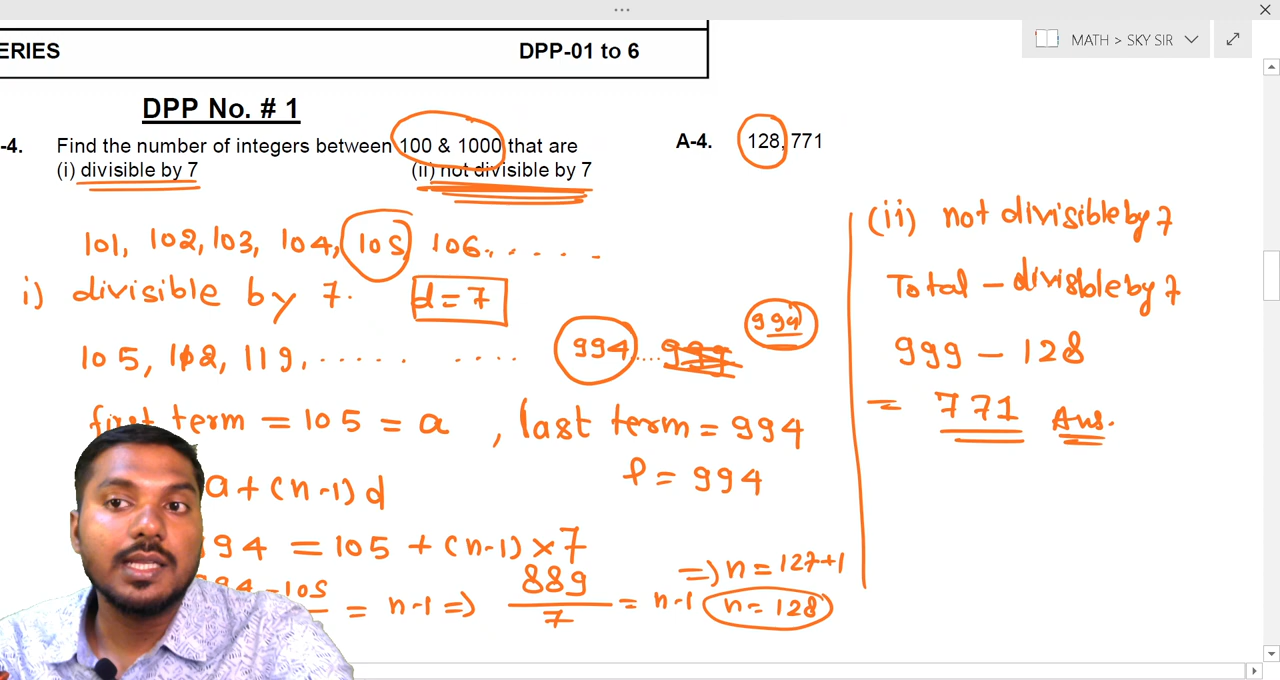 ERIES DPP-01 to 6
MATH > SKY SIR
DPP No. # 1
-4. Find the number of integers between 100 & 1000 that are
(i) divisible by 7 (ii) not divisible by 7
A-4. 128, 771
101, 102, 103, 104, 105, 106, .....
i) divisible by 7. d = 7
105, 112, 119, ...... .... 994 .... 994
first term = 105 = a , last term = 994
l = 994
a + (n-1) d
94 = 105 + (n-1) × 7
994 - 105 = n-1 => 889/7 = n-1
=> n = 127+1
n = 128
(ii) not divisible by 7
Total - divisible by 7
999 - 128
= 771 Ans.